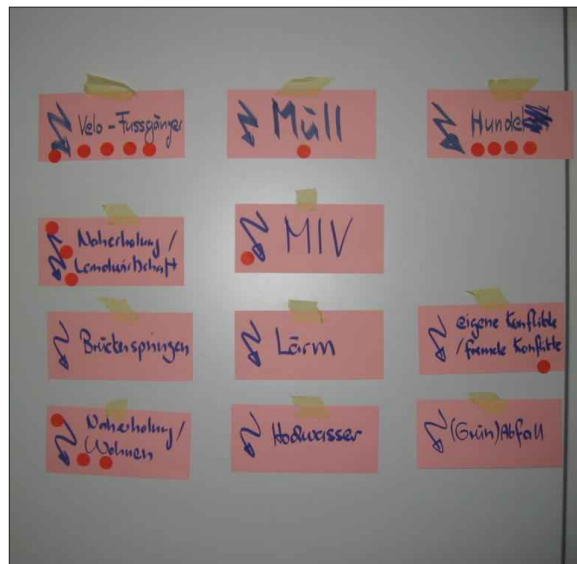 Velo - Fussgänger
Müll
Hunde
Naherholung /
Landwirtschaft
MIV
Brückenspringen
Lärm
eigene Konflikte
/ fremde Konflikte
Naherholung /
Wohnen
Hochwasser
(Grün)Abfall